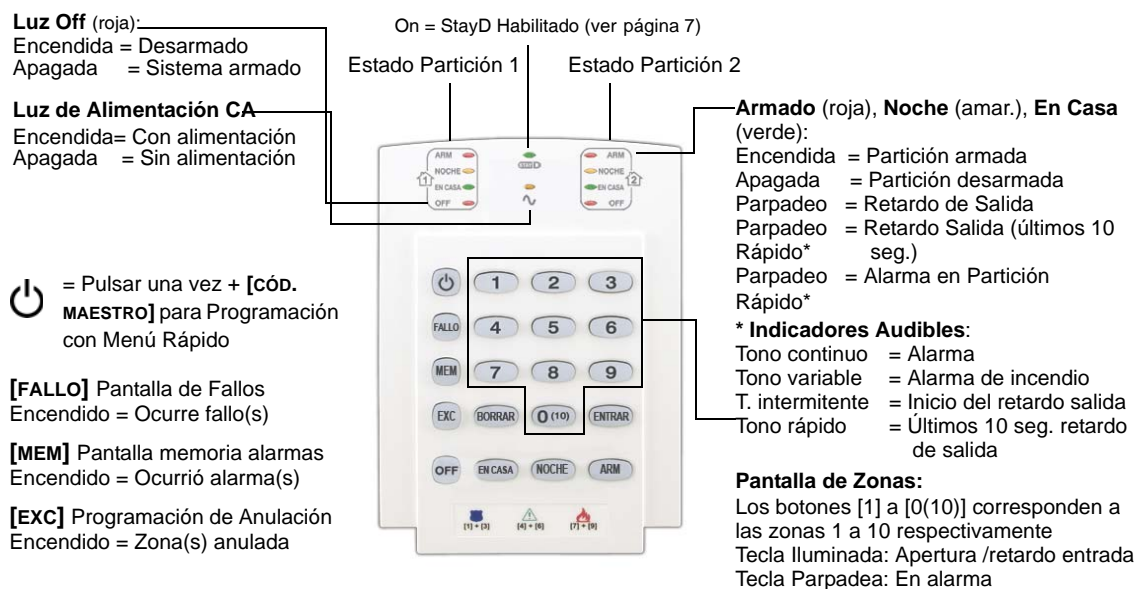 Luz Off (roja):
Encendida = Desarmado
Apagada = Sistema armado
Luz de Alimentación CA
Encendida= Con alimentación
Apagada = Sin alimentación
= Pulsar una vez + [CÓD.
MAESTRO] para Programación
con Menú Rápido
[FALLO] Pantalla de Fallos
Encendido = Ocurre fallo(s)
[MEM] Pantalla memoria alarmas
Encendido = Ocurrió alarma(s)
[EXC] Programación de Anulación
Encendido = Zona(s) anulada
On = StayD Habilitado (ver página 7)
Estado Partición 1
Estado Partición 2
ARM
NOCHE
EN CASA
OFF
1
StayD
ARM
NOCHE
EN CASA
OFF
2
1 2 3
FALLO 4 5 6
MEM 7 8 9
EXC BORRAR 0 (10) ENTRAR
OFF EN CASA NOCHE ARM
[1] + [3] [4] + [6] [7] + [9]
Armado (roja), Noche (amar.), En Casa
(verde):
Encendida = Partición armada
Apagada = Partición desarmada
Parpadeo = Retardo de Salida
Parpadeo = Retardo Salida (últimos 10
Rápido* seg.)
Parpadeo = Alarma en Partición
Rápido*
* Indicadores Audibles:
Tono continuo = Alarma
Tono variable = Alarma de incendio
T. intermitente = Inicio del retardo salida
Tono rápido = Últimos 10 seg. retardo
de salida
Pantalla de Zonas:
Los botones [1] a [0(10)] corresponden a
las zonas 1 a 10 respectivamente
Tecla Iluminada: Apertura /retardo entrada
Tecla Parpadea: En alarma